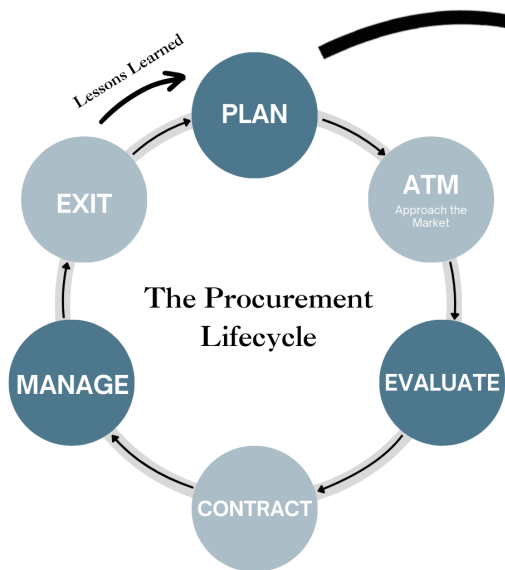 Lessons Learned
PLAN
ATM
Approach the
Market
EXIT
The Procurement
Lifecycle
MANAGE
EVALUATE
CONTRACT